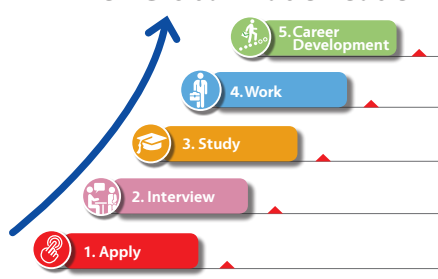 5. Career
Development
4. Work
3. Study
2. Interview
1. Apply